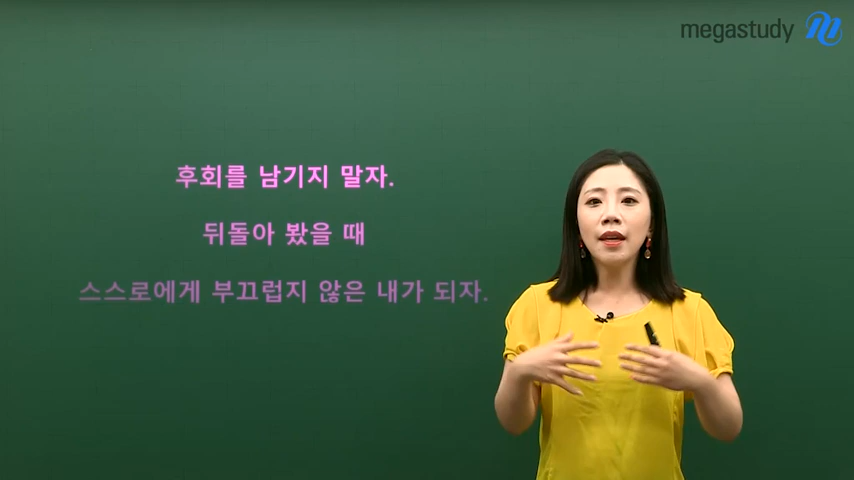 megastudy
후회를 남기지 말자.
뒤돌아 봤을 때
스스로에게 부끄럽지 않은 내가 되자.